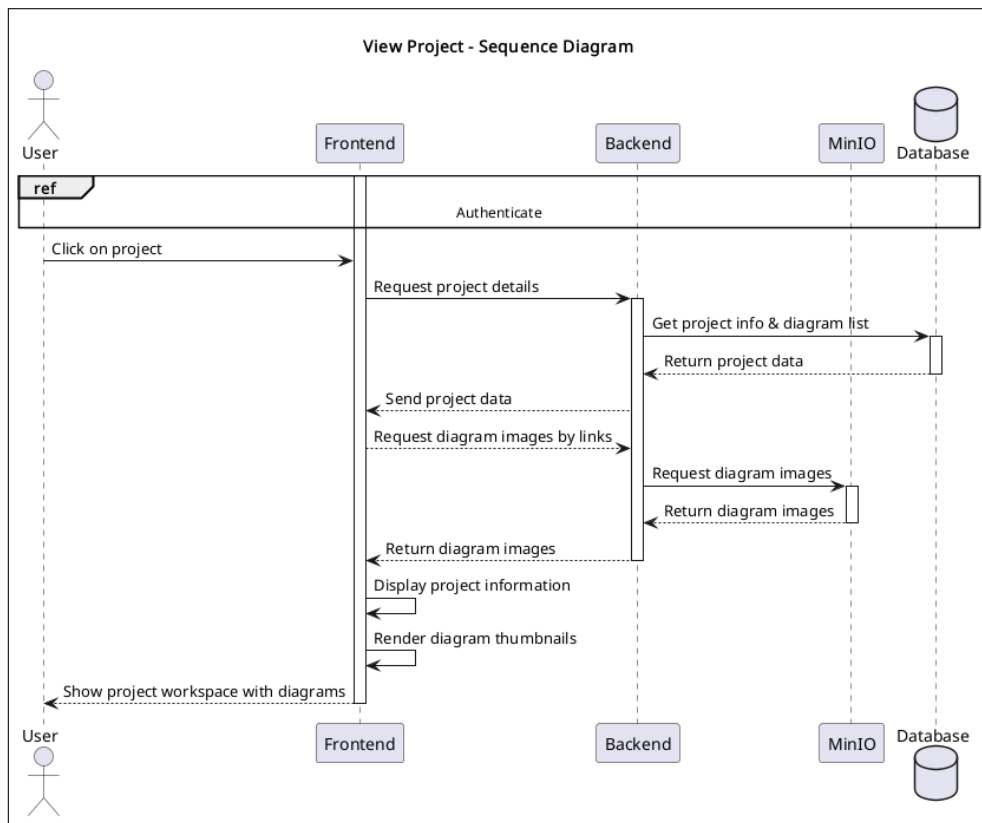 View Project - Sequence Diagram
User
Frontend
Backend
MinIO
Database
ref
Authenticate
Click on project
Request project details
Get project info & diagram list
Return project data
Send project data
Request diagram images by links
Request diagram images
Return diagram images
Return diagram images
Display project information
Render diagram thumbnails
Show project workspace with diagrams
User
Frontend
Backend
MinIO
Database